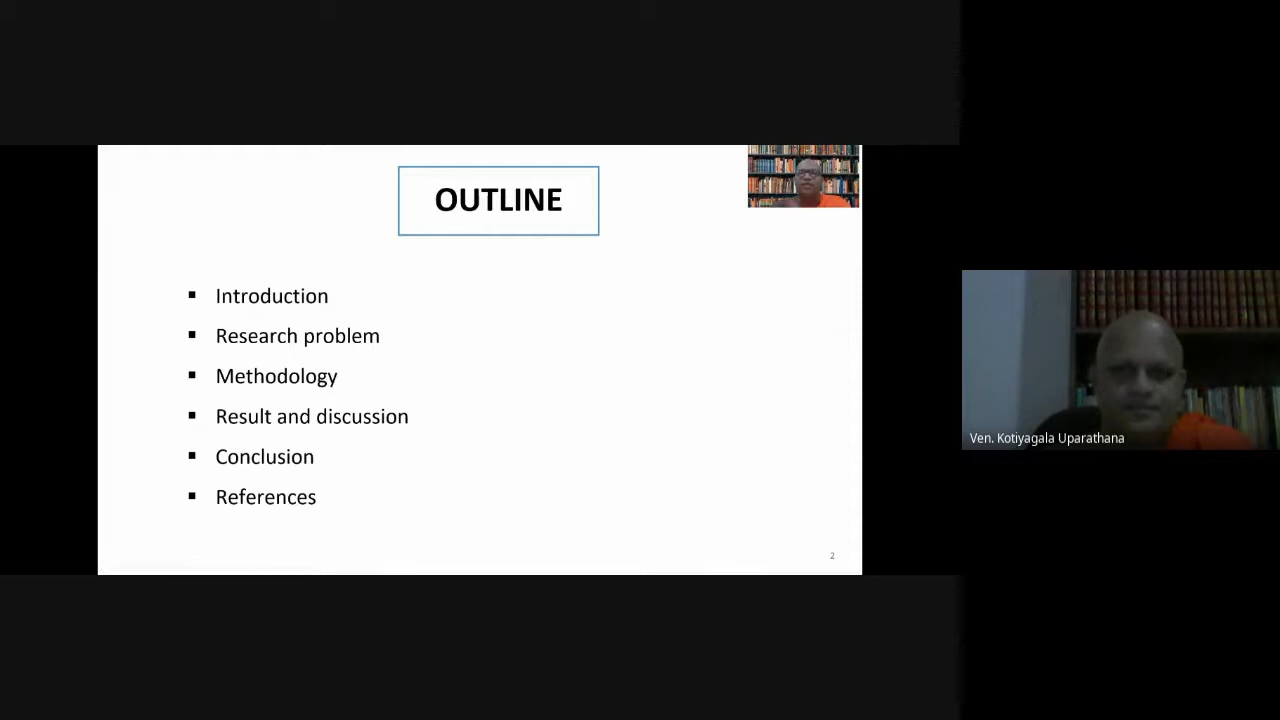 OUTLINE
▪ Introduction
▪ Research problem
▪ Methodology
▪ Result and discussion
▪ Conclusion
▪ References
2
Ven. Kotiyagala Uparathana